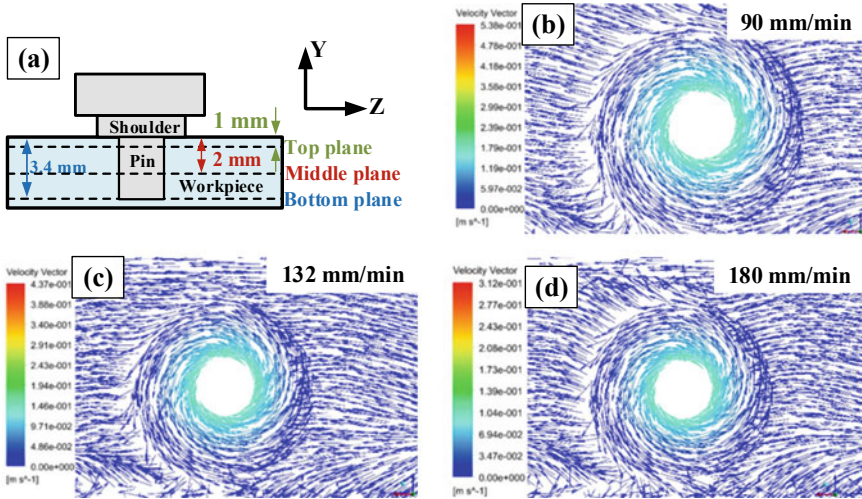 (a)
Y
Z
Shoulder
1 mm
Pin
3.4 mm
2 mm
Workpiece
Top plane
Middle plane
Bottom plane
Velocity Vector
5.38e-001
4.78e-001
4.18e-001
3.58e-001
2.99e-001
2.39e-001
1.79e-001
1.19e-001
5.97e-002
0.00e+000
[m s^-1]
(b)
90 mm/min
Velocity Vector
4.37e-001
3.88e-001
3.40e-001
2.91e-001
2.43e-001
1.94e-001
1.46e-001
9.71e-002
4.86e-002
0.00e+000
[m s^-1]
(c)
132 mm/min
Velocity Vector
3.12e-001
2.78e-001
2.43e-001
2.08e-001
1.73e-001
1.39e-001
1.04e-001
6.94e-002
3.47e-002
0.00e+000
[m s^-1]
(d)
180 mm/min